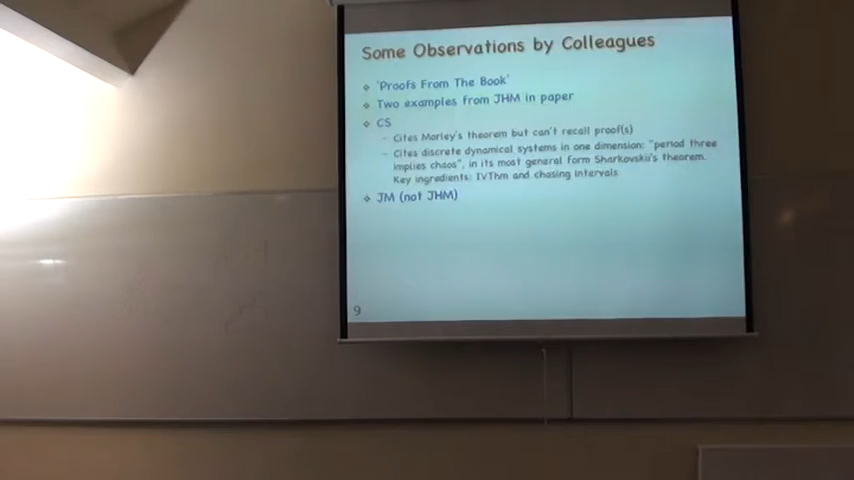 Some Observations by Colleagues
'Proofs From The Book'
Two examples from JHM in paper
CS
– Cites Morley's theorem but can't recall proof(s)
– Cites discrete dynamical systems in one dimension: "period three
implies chaos", in its most general form Sharkovskii's theorem.
Key ingredients: IVThm and chasing intervals
JM (not JHM)
9